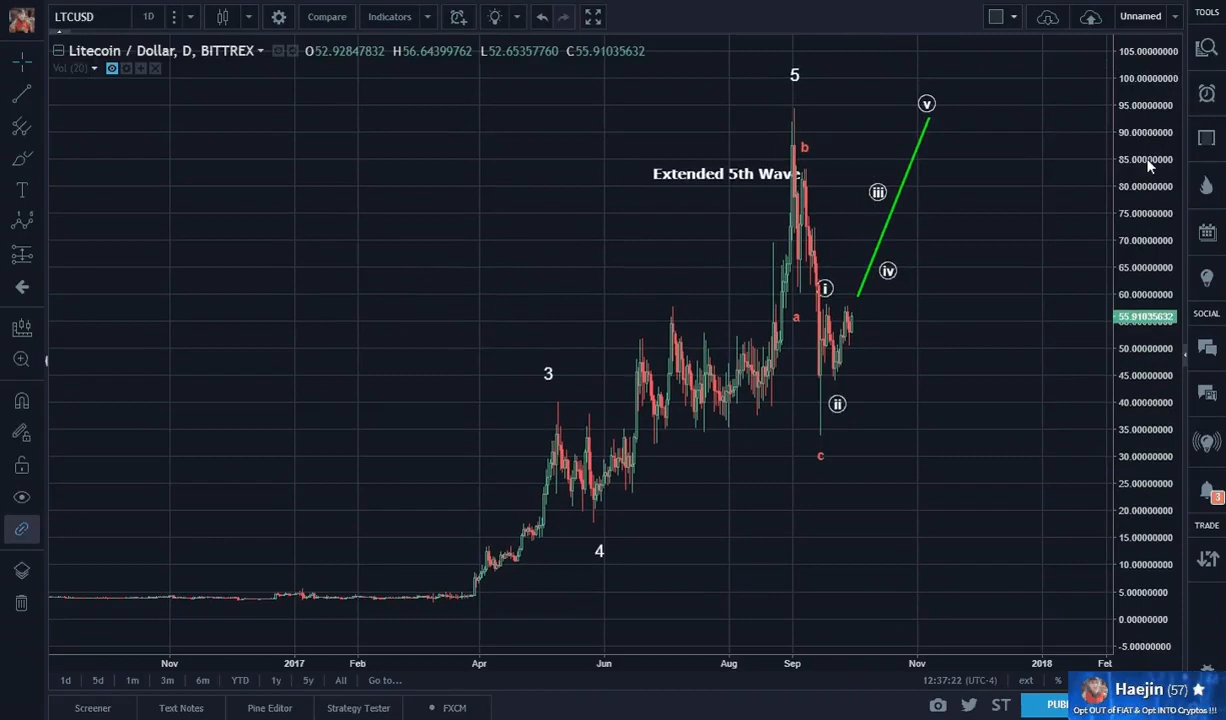 LTCUSD 1D Compare Indicators Unnamed TOOLS
Litecoin / Dollar, D, BITTREX O52.92847832 H56.64399762 L52.65357760 C55.91035632
Vol (20)
105.00000000
5
100.00000000
95.00000000
v
90.00000000
b
85.00000000
Extended 5th Wave
80.00000000
iii
75.00000000
70.00000000
65.00000000
iv
i
60.00000000
a
55.91035632
SOCIAL
50.00000000
3
45.00000000
40.00000000
ii
35.00000000
c
30.00000000
25.00000000
3
20.00000000
TRADE
15.00000000
4
10.00000000
5.00000000
0.00000000
-5.00000000
Nov 2017 Feb Apr Jun Aug Sep Nov 2018
1d 5d 1m 3m 6m YTD 1y 5y All Go to... 12:37:22 (UTC-4) ext %
Haejin (57)
Screener Text Notes Pine Editor Strategy Tester FXCM ST
Opt OUT of FIAT & Opt INTO Cryptos !!!